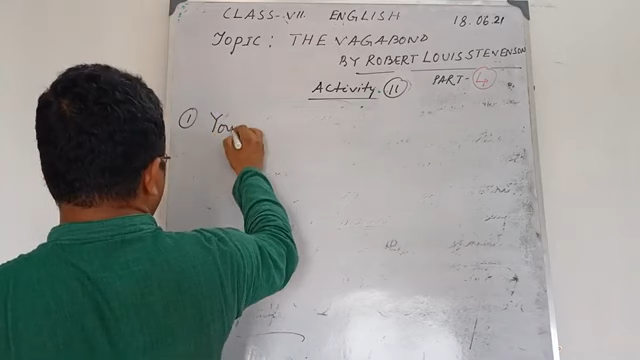 CLASS-VII ENGLISH 18.06.21
TOPIC: THE VAGABOND
BY ROBERT LOUIS STEVENSON
Activity-11 PART-4
1 You